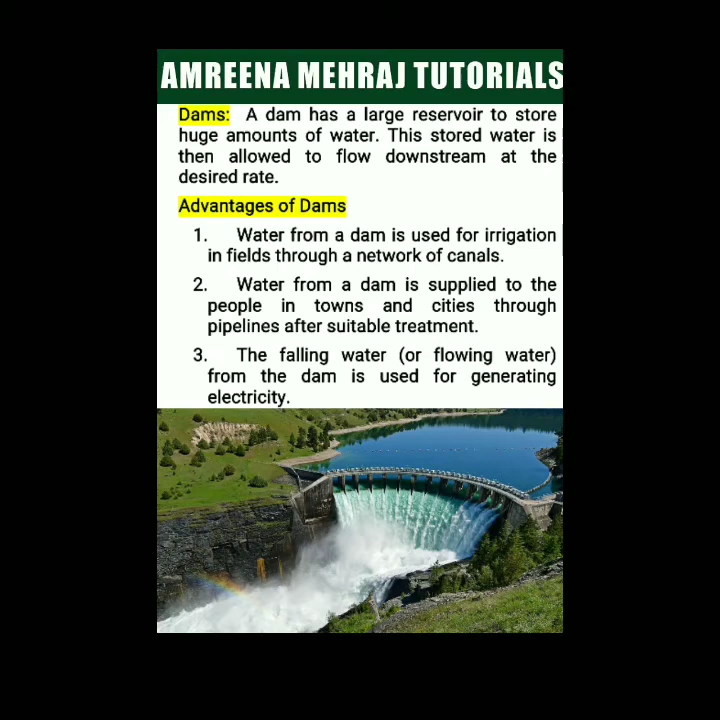 AMREENA MEHRAJ TUTORIALS
Dams: A dam has a large reservoir to store
huge amounts of water. This stored water is
then allowed to flow downstream at the
desired rate.
Advantages of Dams
1. Water from a dam is used for irrigation
in fields through a network of canals.
2. Water from a dam is supplied to the
people in towns and cities through
pipelines after suitable treatment.
3. The falling water (or flowing water)
from the dam is used for generating
electricity.